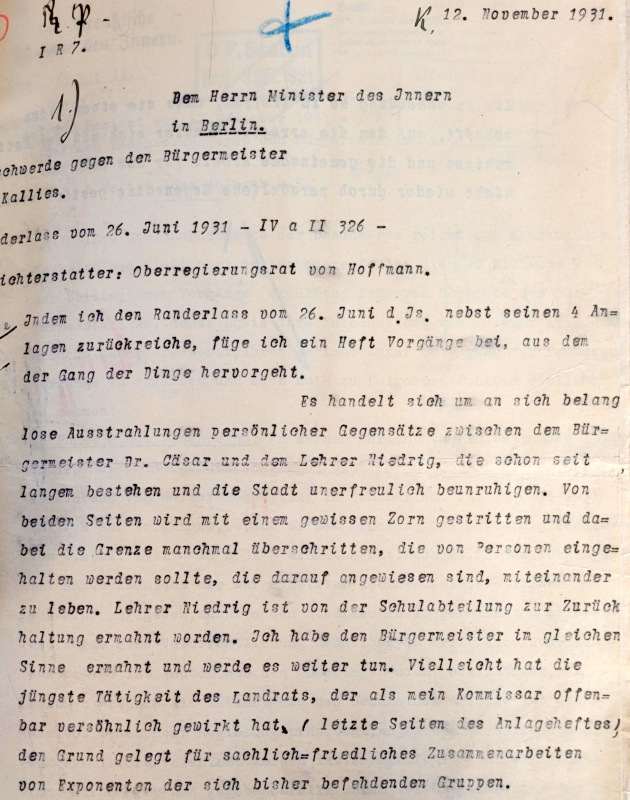 K, 12. November 1931.
I R 7.
1.)
Dem Herrn Minister des Innern
in Berlin.
schwerde gegen den Bürgermeister
Kallies.
derlass vom 26. Juni 1931 - IV a II 326 -
ichterstatter: Oberregierungsrat von Hoffmann.
Indem ich den Randerlass vom 26. Juni d.Js. nebst seinen 4 An=
lagen zurückreiche, füge ich ein Heft Vorgänge bei, aus dem
der Gang der Dinge hervorgeht.
Es handelt sich um an sich belang
lose Ausstrahlungen persönlicher Gegensätze zwischen dem Bür=
germeister Dr. Cäsar und dem Lehrer Niedrig, die schon seit
langem bestehen und die Stadt unerfreulich beunruhigen. Von
beiden Seiten wird mit einem gewissen Zorn gestritten und da=
bei die Grenze manchmal überschritten, die von Personen einge=
halten werden sollte, die darauf angewiesen sind, miteinander
zu leben. Lehrer Niedrig ist von der Schulabteilung zur Zurück
haltung ermahnt worden. Ich habe den Bürgermeister im gleichen
Sinne ermahnt und werde es weiter tun. Vielleicht hat die
jüngste Tätigkeit des Landrats, der als mein Kommissar offen=
bar versöhnlich gewirkt hat, (letzte Seiten des Anlageheftes)
den Grund gelegt für sachlich=friedliches Zusammenarbeiten
von Exponenten der sich bisher befehdenden Gruppen.